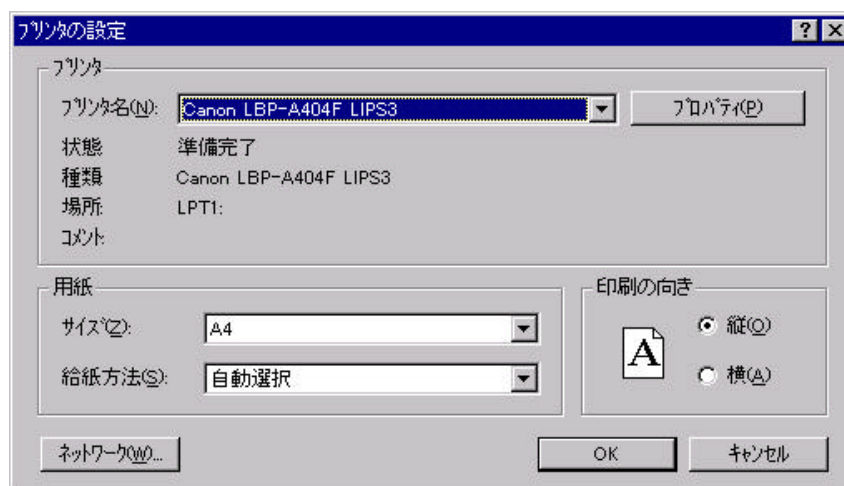 プリンタの設定
プリンタ
プリンタ名(N): Canon LBP-A404F LIPS3 プロパティ(P)
状態 準備完了
種類 Canon LBP-A404F LIPS3
場所: LPT1:
コメント:
用紙
サイズ(Z): A4
給紙方法(S): 自動選択
印刷の向き
A
縦(O)
横(A)
ネットワーク(W)... OK キャンセル